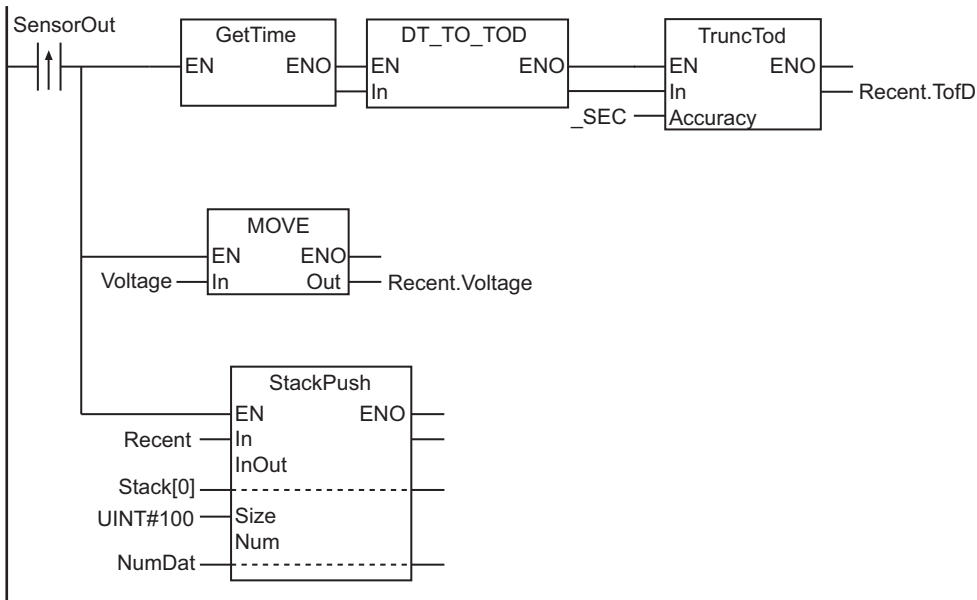 SensorOut
GetTime
EN ENO
DT_TO_TOD
EN ENO
In
TruncTod
EN ENO
In
Accuracy
_SEC
Recent.TofD
MOVE
EN ENO
In Out
Voltage
Recent.Voltage
StackPush
EN ENO
Recent
In
InOut
Stack[0]
UINT#100
Size
Num
NumDat